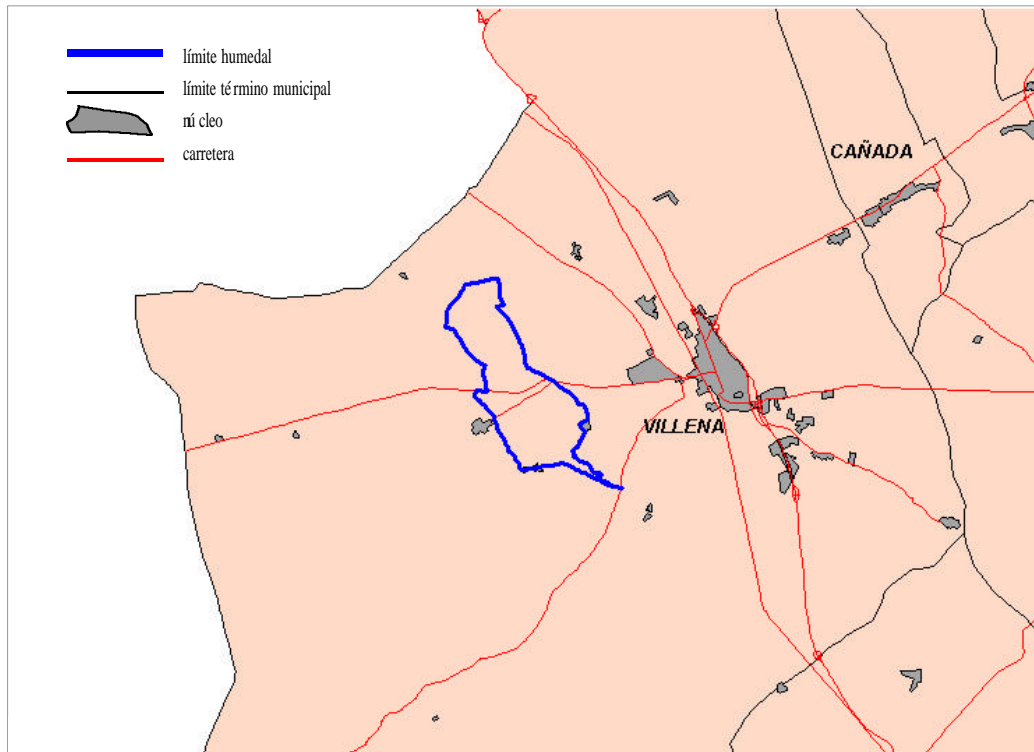 límite humedal
límite té rmino municipal
nú cleo
carretera
CAÑADA
VILLENA